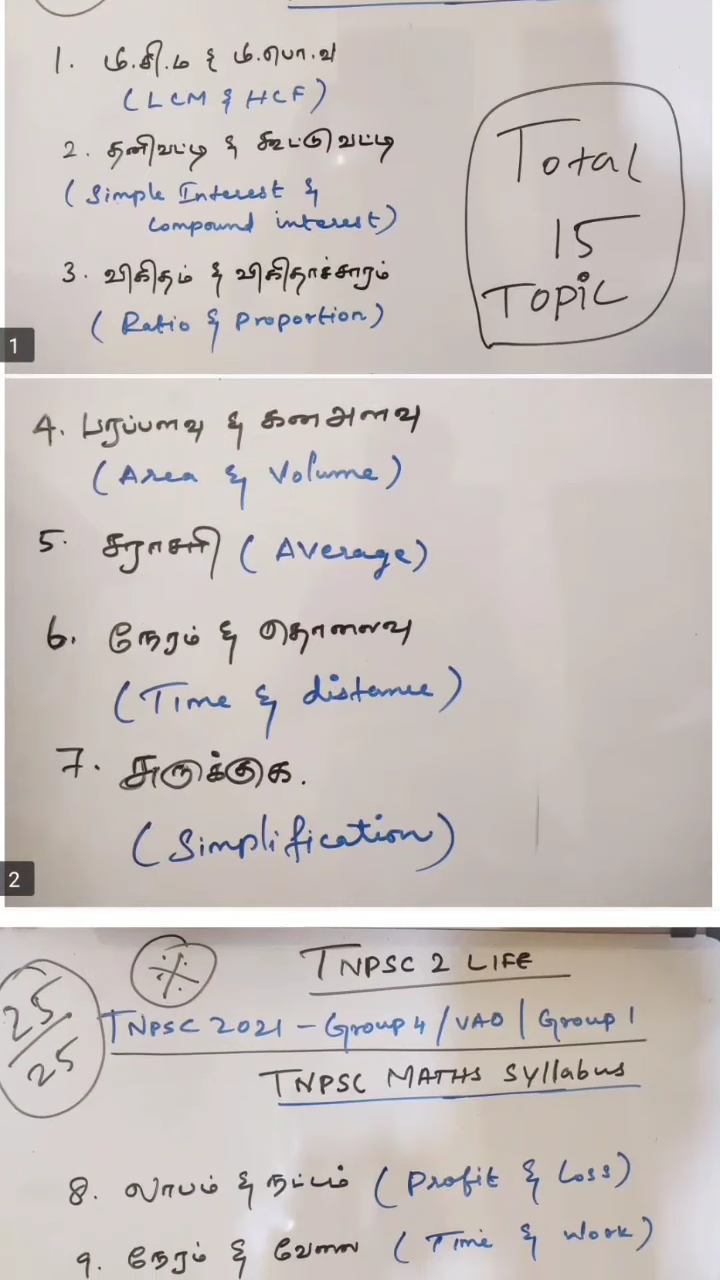 1. மீ.சி.ம & மீ.பொ.வ
(LCM & HCF)
2. தனிவட்டி & கூட்டு வட்டி
(Simple Interest &
Compound interest)
3. விகிதம் & விகிதாச்சாரம்
(Ratio & Proportion)
Total
15
TOPIC
1
4. பரப்பளவு & கனஅளவு
(Area & Volume)
5. சராசரி (Average)
6. நேரம் & தொலைவு
(Time & distance)
7. சுருக்குக.
(Simplification)
2
TNPSC 2 LIFE
25/25
TNPSC 2021 - Group 4 / VAO | Group 1
TNPSC MATHS Syllabus
8. லாபம் & நட்டம் (Profit & Loss)
9. நேரம் & வேலை (Time & Work)